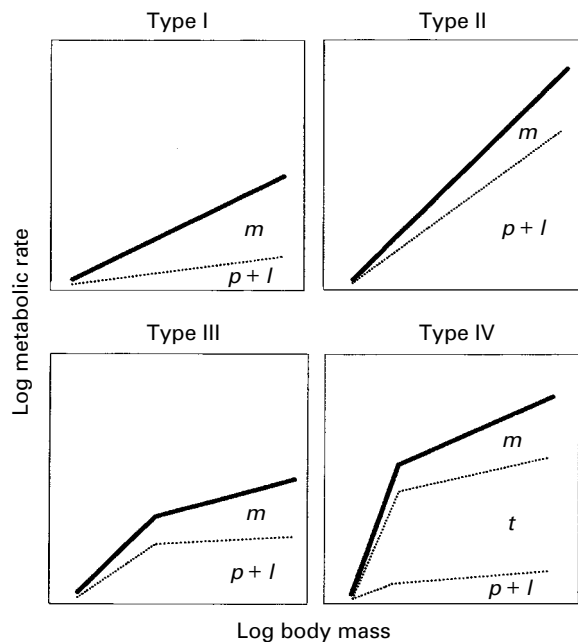 Type I
Type II
m
p + l
m
p + l
Log metabolic rate
Type III
Type IV
m
p + l
m
t
p + l
Log body mass